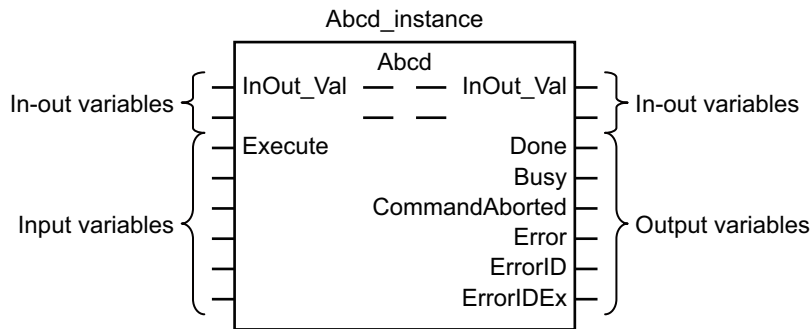 Abcd_instance
Abcd
In-out variables
InOut_Val
InOut_Val
In-out variables
Execute
Done
Busy
Input variables
CommandAborted
Output variables
Error
ErrorID
ErrorIDEx